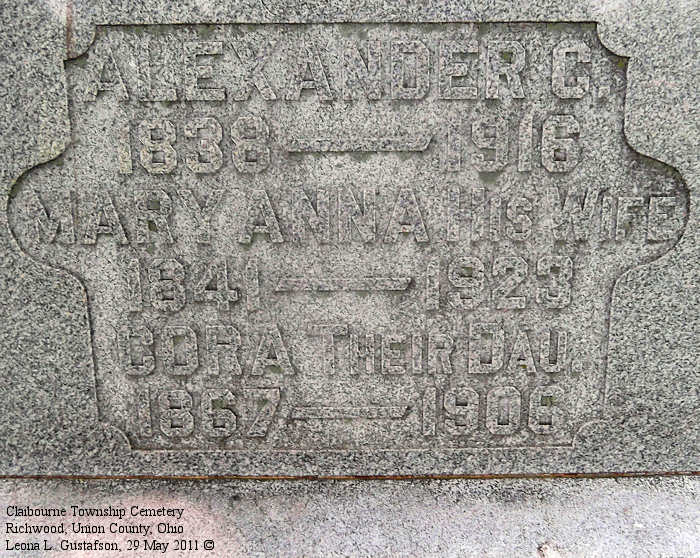 ALEXANDER G.
1838 — 1916
MARY ANNA HIS WIFE
1841 — 1923
CORA THEIR DAU.
1867 — 1906
Claibourne Township Cemetery
Richwood, Union County, Ohio
Leona L. Gustafson, 29 May 2011 ©